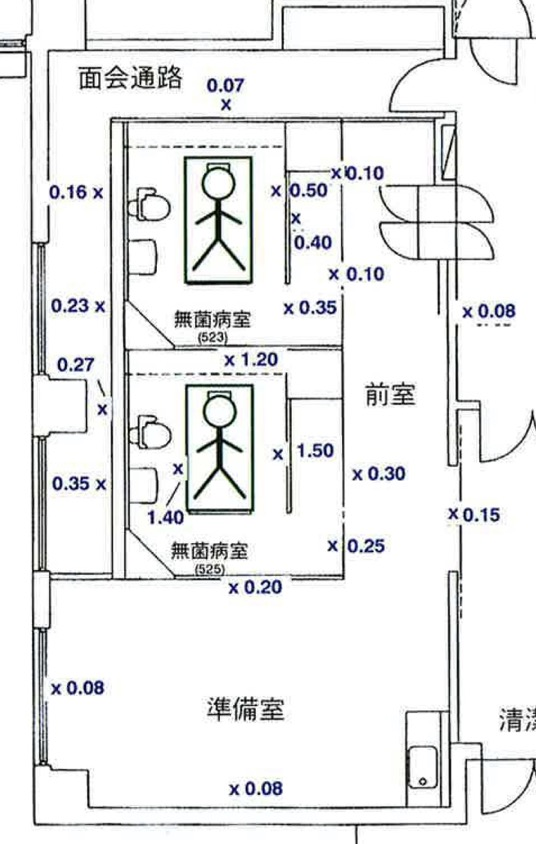 面会通路
0.07
x
0.16 x
x 0.50
x 0.10
x
0.40
x 0.10
0.23 x
x 0.35
x 0.08
無菌病室
(523)
0.27
x
x 1.20
前室
x 1.50
x
x 0.30
0.35 x
1.40
x 0.15
無菌病室
(525)
x 0.25
x 0.20
x 0.08
準備室
清潔
x 0.08